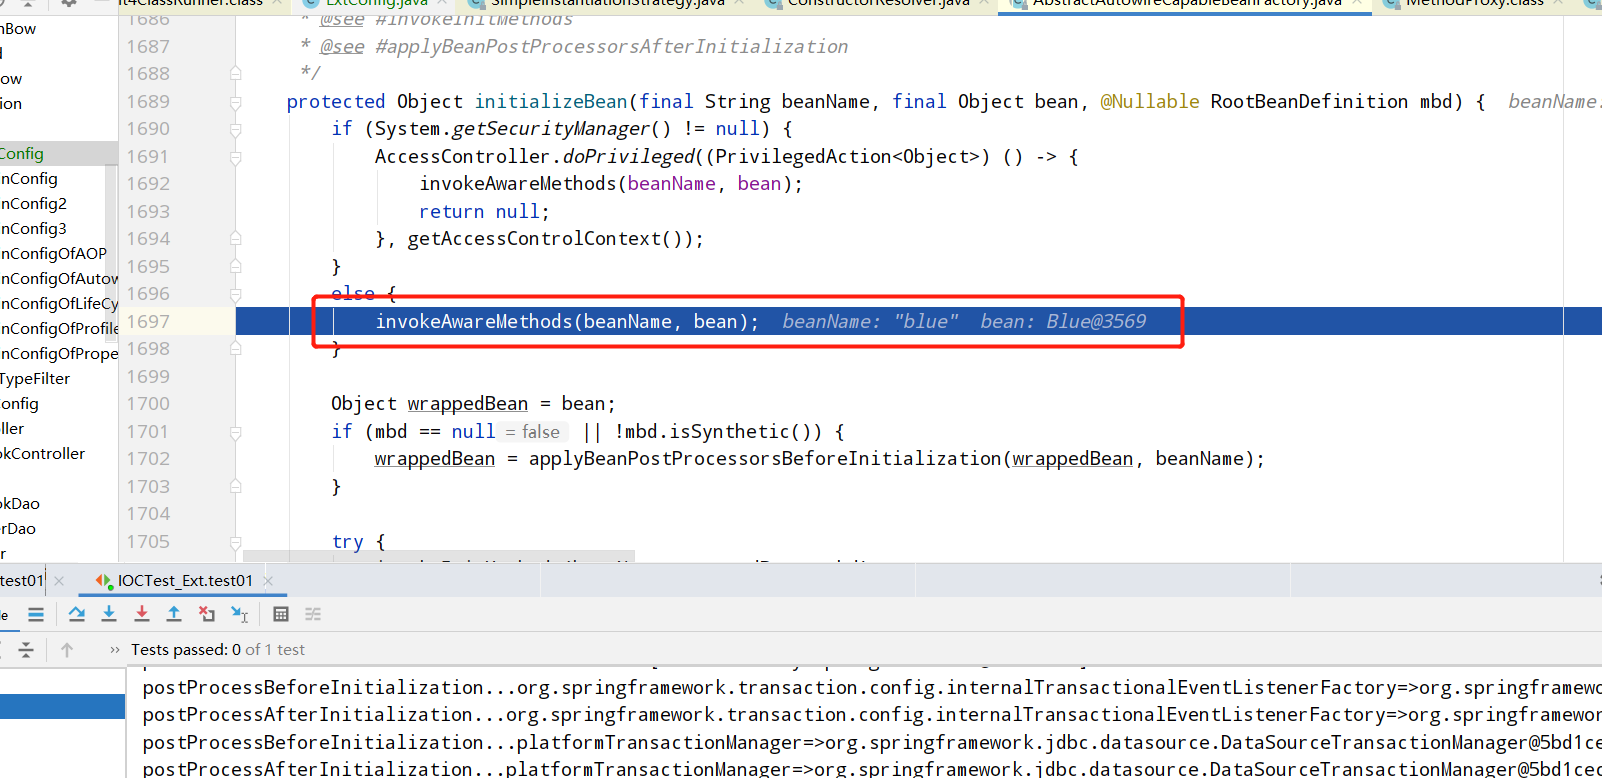 ft4ClassRunner.class
ExtConfig.java
SimpleInstantiationStrategy.java
ConstructorResolver.java
AbstractAutowireCapableBeanFactory.java
MethodProxy.class
nBow
ow
ion
Config
nConfig
nConfig2
nConfig3
nConfigOfAOP
nConfigOfAutow
nConfigOfLifeCy
nConfigOfProfile
nConfigOfPrope
TypeFilter
onfig
ller
okController
okDao
erDao
r
1686 * @see #invokeInitMethods
1687 * @see #applyBeanPostProcessorsAfterInitialization
1688 */
1689 protected Object initializeBean(final String beanName, final Object bean, @Nullable RootBeanDefinition mbd) { beanName:
1690 if (System.getSecurityManager() != null) {
1691 AccessController.doPrivileged((PrivilegedAction<Object>) () -> {
1692 invokeAwareMethods(beanName, bean);
1693 return null;
1694 }, getAccessControlContext());
1695 }
1696 else {
1697 invokeAwareMethods(beanName, bean); beanName: "blue" bean: Blue@3569
1698 }
1699
1700 Object wrappedBean = bean;
1701 if (mbd == null = false || !mbd.isSynthetic()) {
1702 wrappedBean = applyBeanPostProcessorsBeforeInitialization(wrappedBean, beanName);
1703 }
1704
1705 try {
test01
IOCTest_Ext.test01
le
» Tests passed: 0 of 1 test
postProcessBeforeInitialization...org.springframework.transaction.config.internalTransactionalEventListenerFactory=>org.springframewo
postProcessAfterInitialization...org.springframework.transaction.config.internalTransactionalEventListenerFactory=>org.springframewor
postProcessBeforeInitialization...platformTransactionManager=>org.springframework.jdbc.datasource.DataSourceTransactionManager@5bd1ce
postProcessAfterInitialization...platformTransactionManager=>org.springframework.jdbc.datasource.DataSourceTransactionManager@5bd1cec